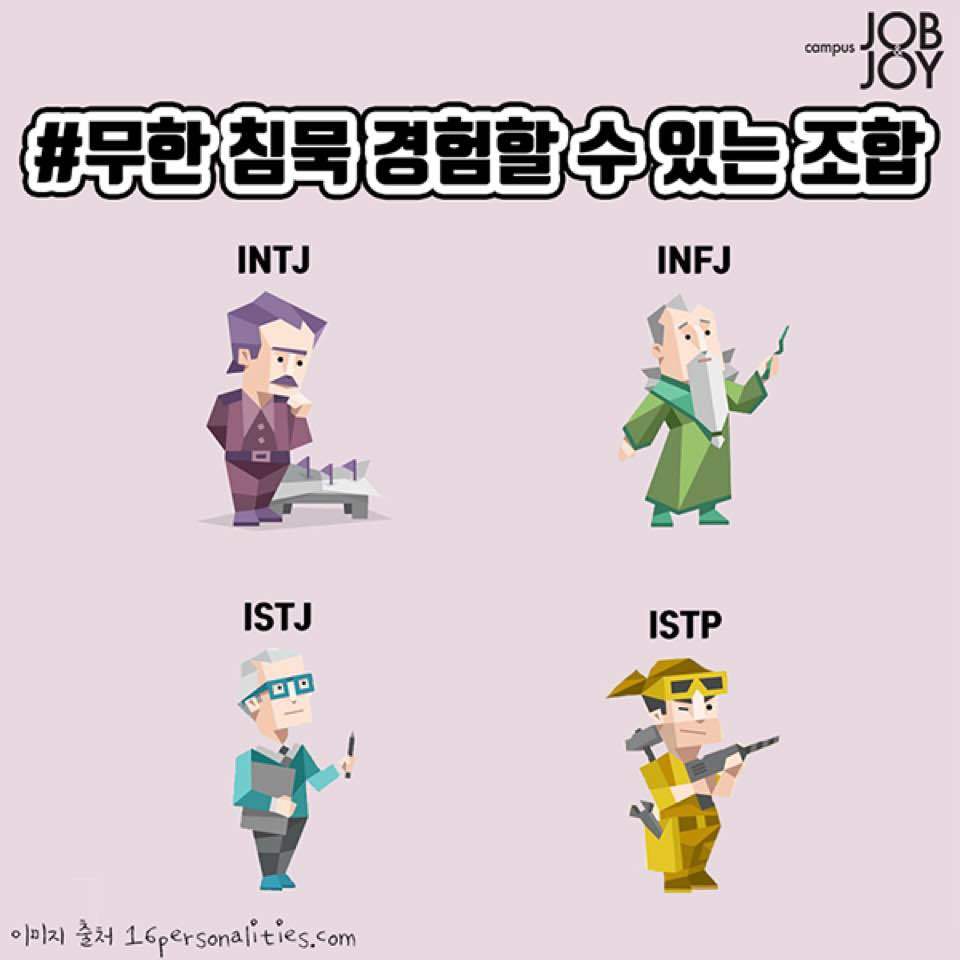 campus JOB
&
JOY
#무한 침묵 경험할 수 있는 조합
INTJ
INFJ
ISTJ
ISTP
이미지 출처 16personalities.com